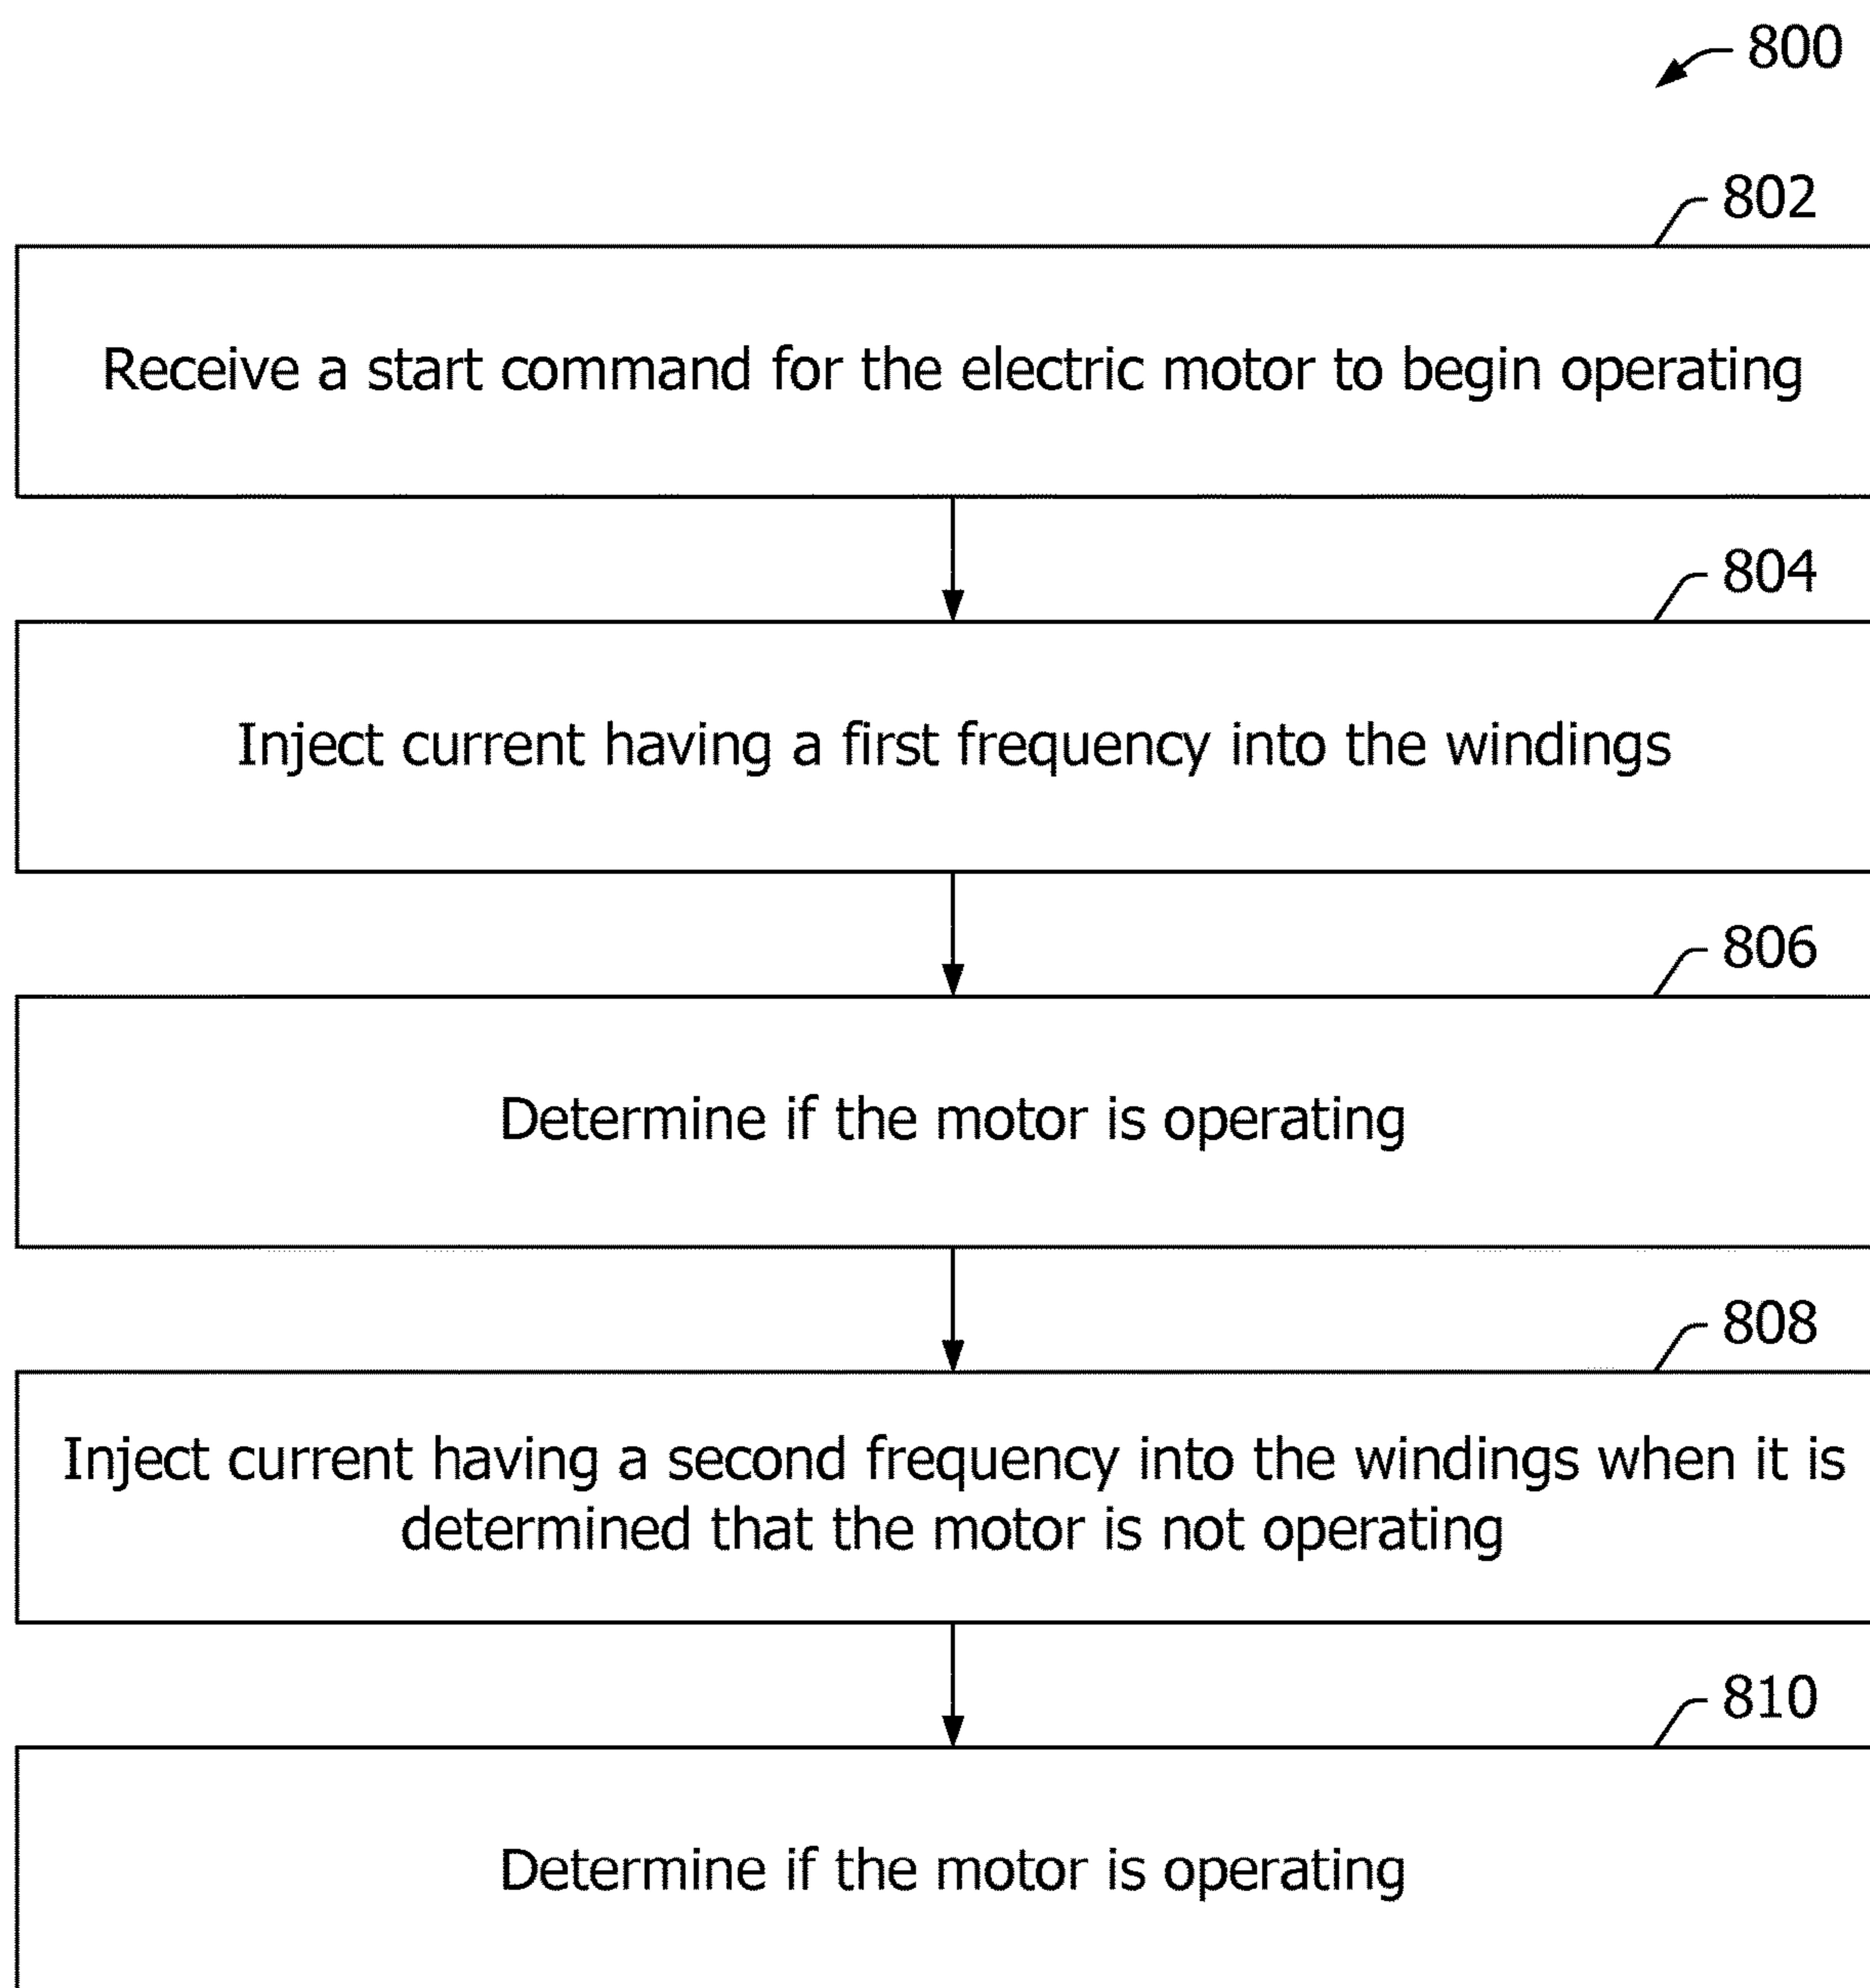 800
802
Receive a start command for the electric motor to begin operating
804
Inject current having a first frequency into the windings
806
Determine if the motor is operating
808
Inject current having a second frequency into the windings when it is
determined that the motor is not operating
810
Determine if the motor is operating